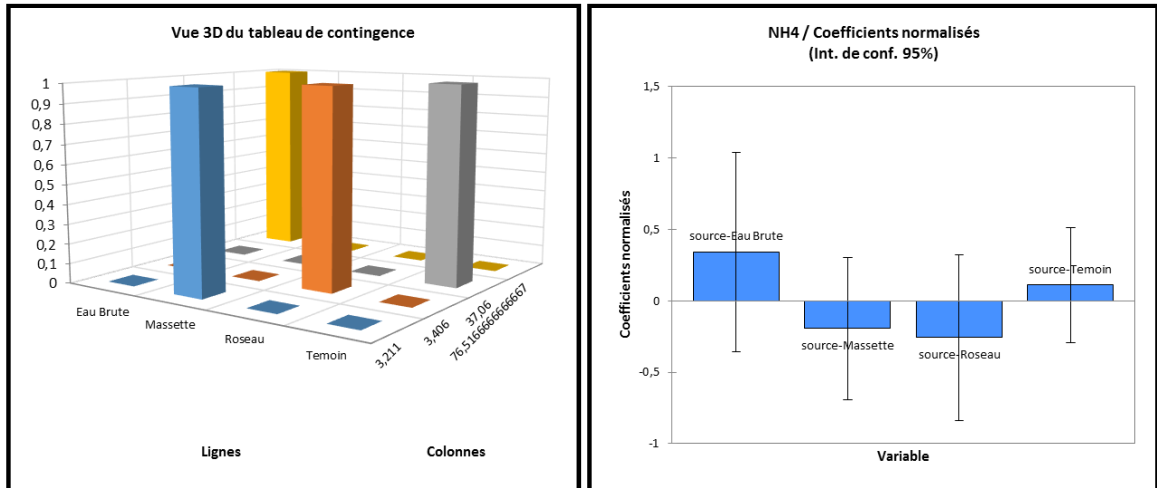 Vue 3D du tableau de contingence
1
0,9
0,8
0,7
0,6
0,5
0,4
0,3
0,2
0,1
0
Eau Brute
Massette
Roseau
Temoin
3,211
3,406
37,06
76,5166666666667
Lignes
Colonnes
NH4 / Coefficients normalisés
(Int. de conf. 95%)
1,5
1
0,5
0
-0,5
-1
Coefficients normalisés
source-Eau Brute
source-Massette
source-Roseau
source-Temoin
Variable